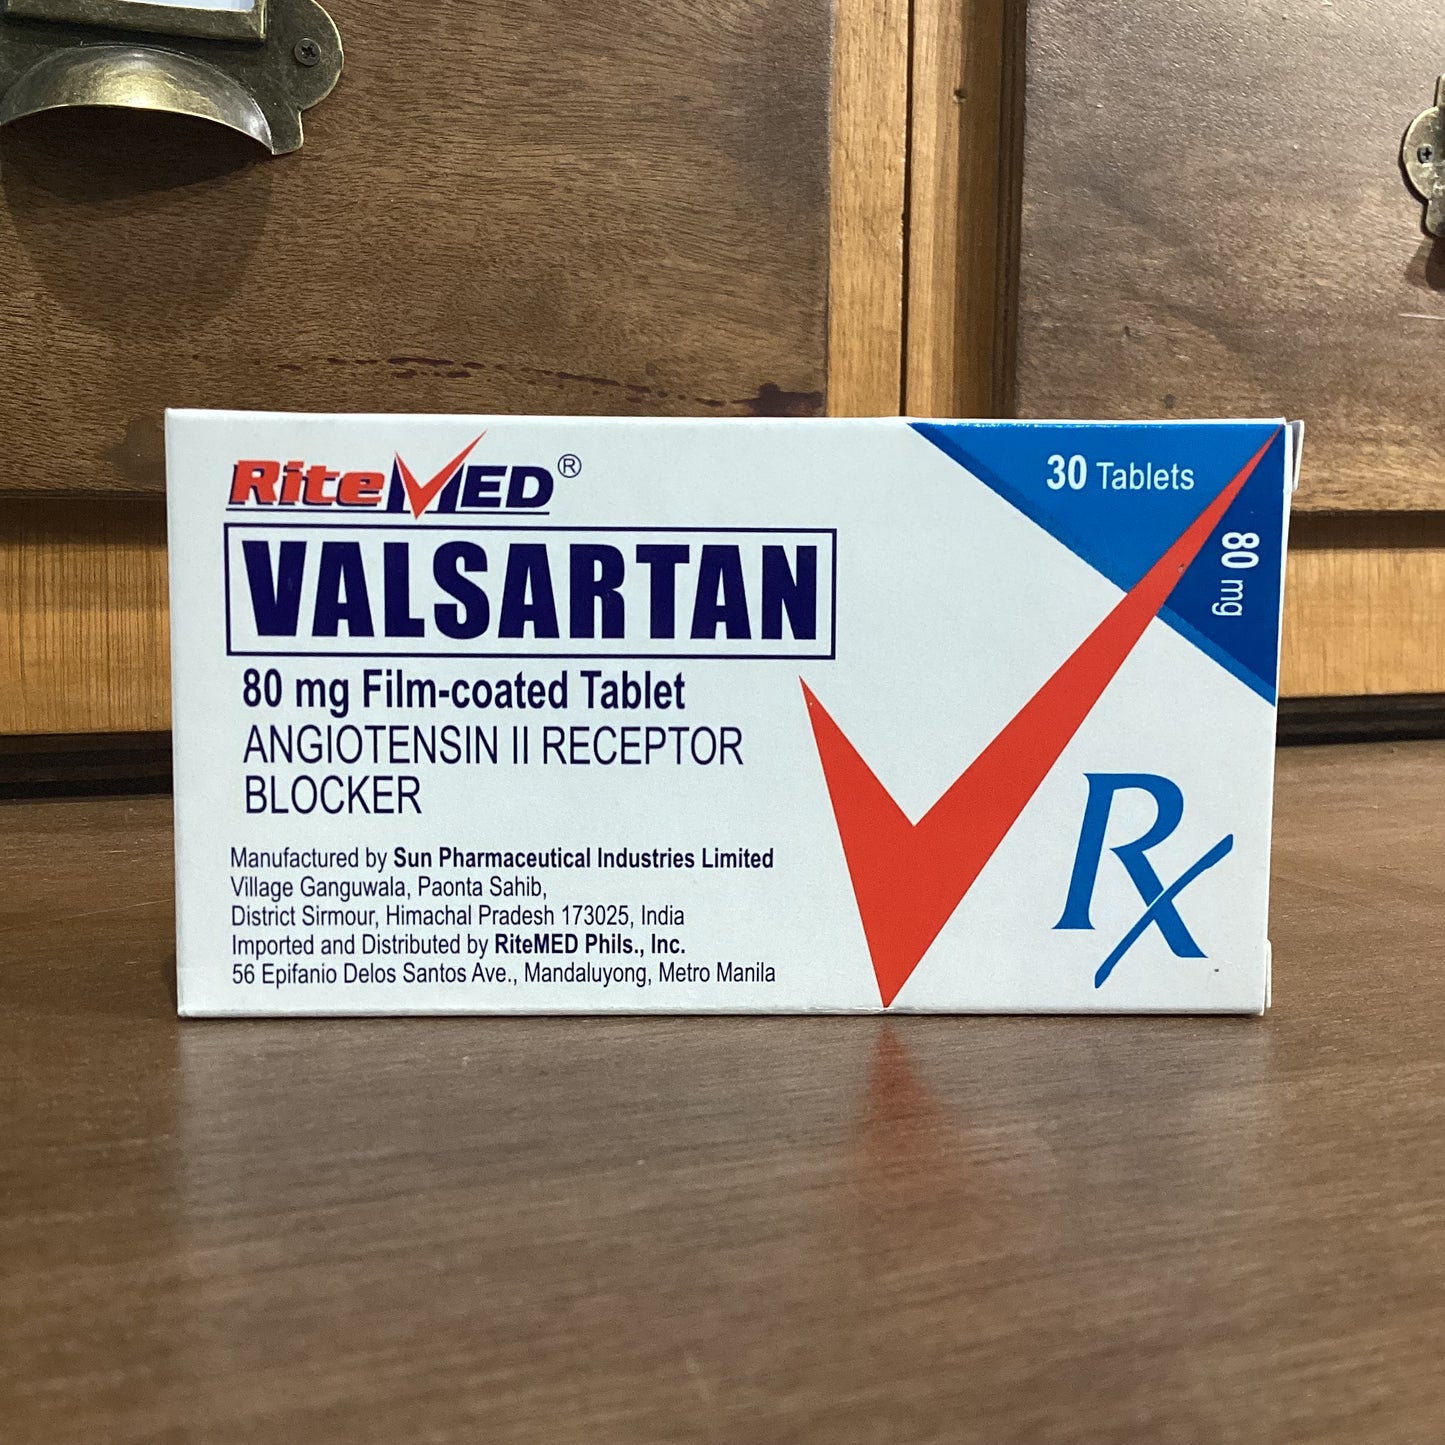 RiteMED®
30 Tablets
80 mg
VALSARTAN
80 mg Film-coated Tablet
ANGIOTENSIN II RECEPTOR
BLOCKER
Manufactured by Sun Pharmaceutical Industries Limited
Village Ganguwala, Paonta Sahib,
District Sirmour, Himachal Pradesh 173025, India
Imported and Distributed by RiteMED Phils., Inc.
56 Epifanio Delos Santos Ave., Mandaluyong, Metro Manila
Rx